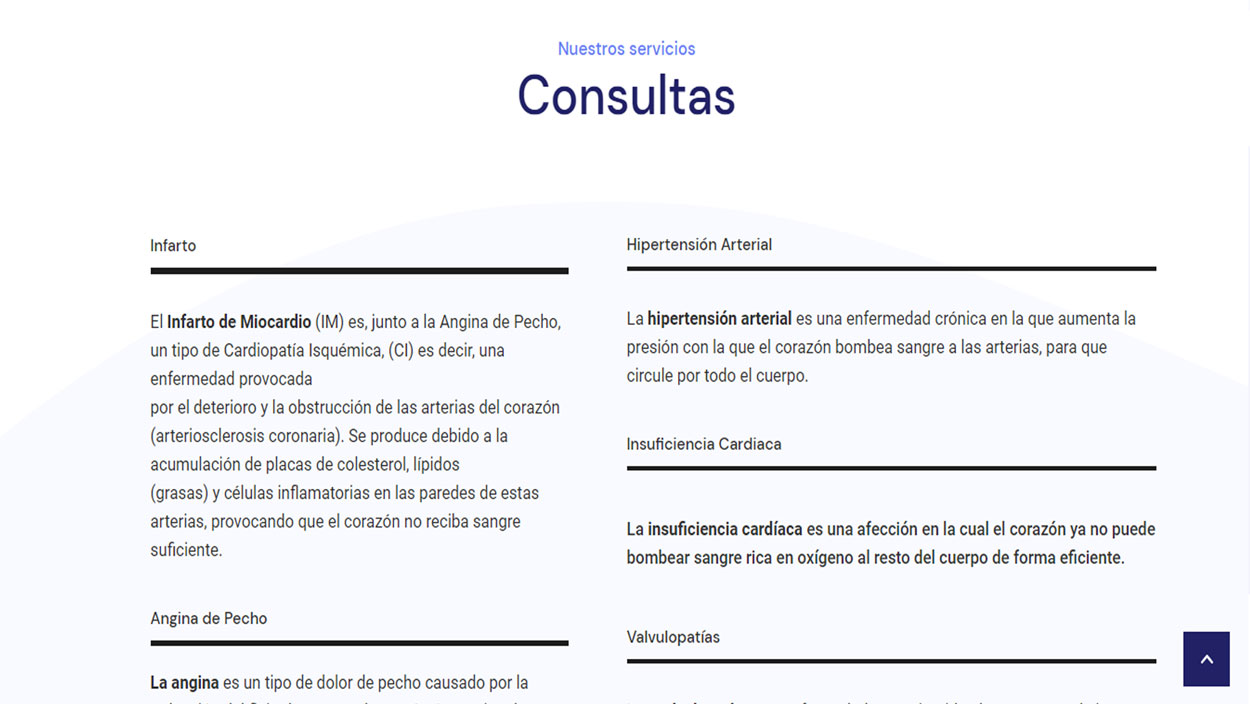 Nuestros servicios
Consultas
Infarto
El Infarto de Miocardio (IM) es, junto a la Angina de Pecho,
un tipo de Cardiopatía Isquémica, (CI) es decir, una
enfermedad provocada
por el deterioro y la obstrucción de las arterias del corazón
(arteriosclerosis coronaria). Se produce debido a la
acumulación de placas de colesterol, lípidos
(grasas) y células inflamatorias en las paredes de estas
arterias, provocando que el corazón no reciba sangre
suficiente.
Angina de Pecho
La angina es un tipo de dolor de pecho causado por la
Hipertensión Arterial
La hipertensión arterial es una enfermedad crónica en la que aumenta la
presión con la que el corazón bombea sangre a las arterias, para que
circule por todo el cuerpo.
Insuficiencia Cardiaca
La insuficiencia cardíaca es una afección en la cual el corazón ya no puede
bombear sangre rica en oxígeno al resto del cuerpo de forma eficiente.
Valvulopatías